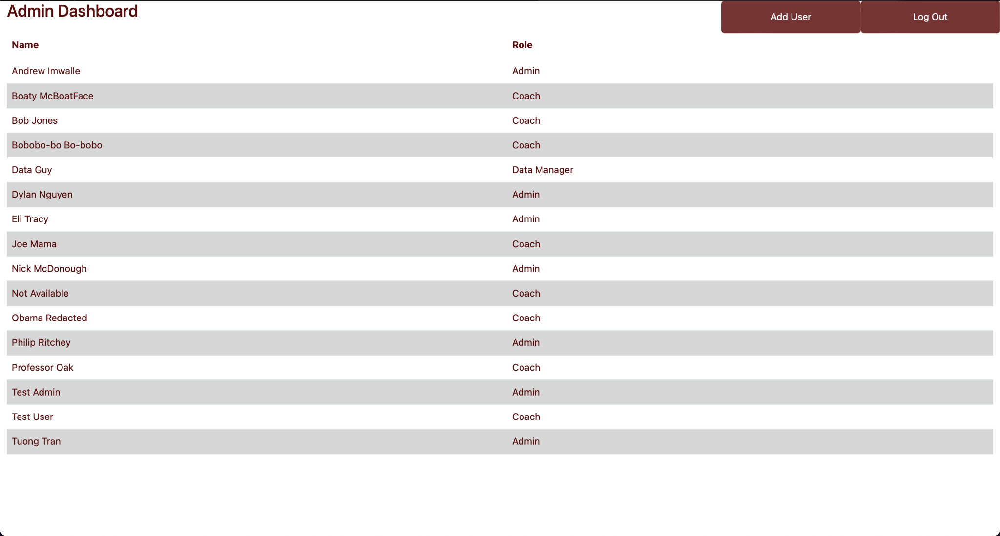 Admin Dashboard
Add User
Log Out
Name Role
Andrew Imwalle Admin
Boaty McBoatFace Coach
Bob Jones Coach
Bobobo-bo Bo-bobo Coach
Data Guy Data Manager
Dylan Nguyen Admin
Eli Tracy Admin
Joe Mama Coach
Nick McDonough Admin
Not Available Coach
Obama Redacted Coach
Philip Ritchey Admin
Professor Oak Coach
Test Admin Admin
Test User Coach
Tuong Tran Admin